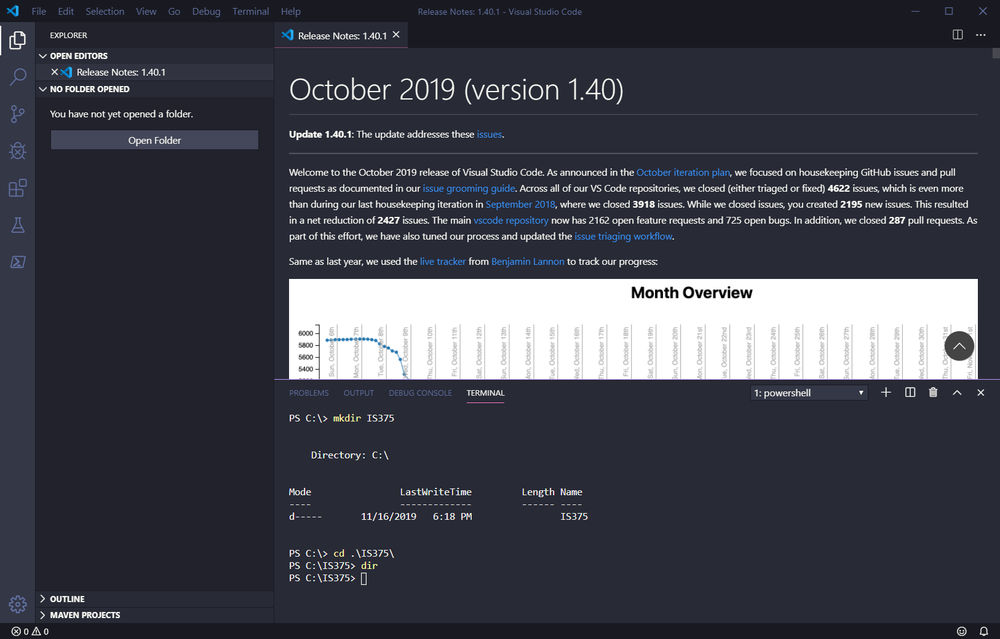 File Edit Selection View Go Debug Terminal Help
Release Notes: 1.40.1 - Visual Studio Code
EXPLORER
OPEN EDITORS
Release Notes: 1.40.1
NO FOLDER OPENED
You have not yet opened a folder.
Open Folder
OUTLINE
MAVEN PROJECTS
Release Notes: 1.40.1
October 2019 (version 1.40)
Update 1.40.1: The update addresses these issues.
Welcome to the October 2019 release of Visual Studio Code. As announced in the October iteration plan, we focused on housekeeping GitHub issues and pull
requests as documented in our issue grooming guide. Across all of our VS Code repositories, we closed (either triaged or fixed) 4622 issues, which is even more
than during our last housekeeping iteration in September 2018, where we closed 3918 issues. While we closed issues, you created 2195 new issues. This resulted
in a net reduction of 2427 issues. The main vscode repository now has 2162 open feature requests and 725 open bugs. In addition, we closed 287 pull requests. As
part of this effort, we have also tuned our process and updated the issue triaging workflow.
Same as last year, we used the live tracker from Benjamin Lannon to track our progress:
Month Overview
6000
5800
5600
5400
Sun, October 6th
Mon, October 7th
Tue, October 8th
Wed, October 9th
Thu, October 10th
Fri, October 11th
Sat, October 12th
Sun, October 13th
Mon, October 14th
Tue, October 15th
Wed, October 16th
Thu, October 17th
Fri, October 18th
Sat, October 19th
Sun, October 20th
Mon, October 21st
Tue, October 22nd
Wed, October 23rd
Thu, October 24th
Fri, October 25th
Sat, October 26th
Sun, October 27th
Mon, October 28th
Tue, October 29th
Wed, October 30th
Thu, October 31st
PROBLEMS OUTPUT DEBUG CONSOLE TERMINAL
1: powershell
PS C:\> mkdir IS375
Directory: C:\
Mode LastWriteTime Length Name
---- ------------- ------ ----
d----- 11/16/2019 6:18 PM IS375
PS C:\> cd .\IS375\
PS C:\IS375> dir
PS C:\IS375>
0 0